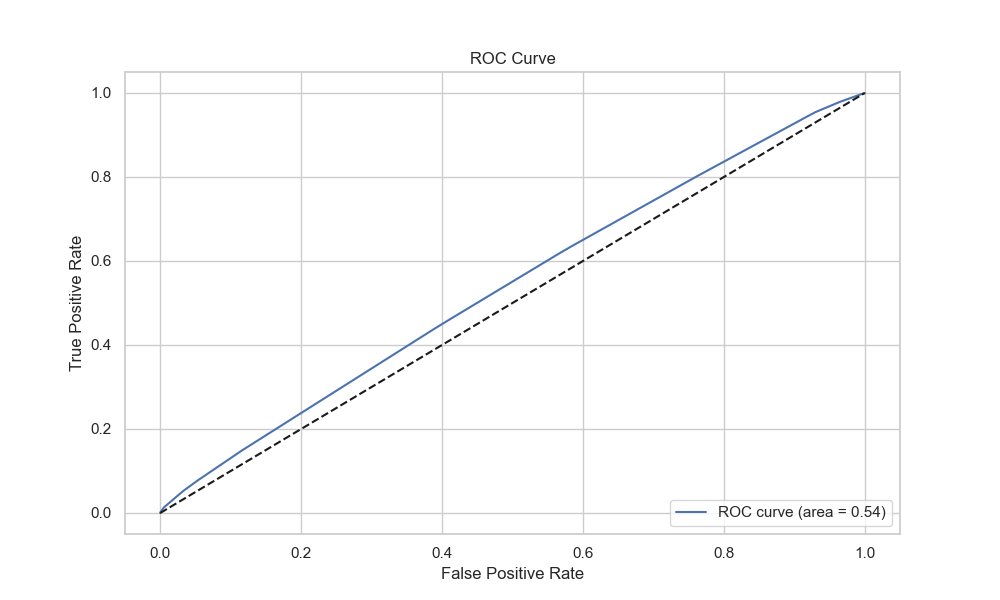 ROC Curve
1.0
0.8
0.6
0.4
0.2
0.0
True Positive Rate
ROC curve (area = 0.54)
0.0 0.2 0.4 0.6 0.8 1.0
False Positive Rate